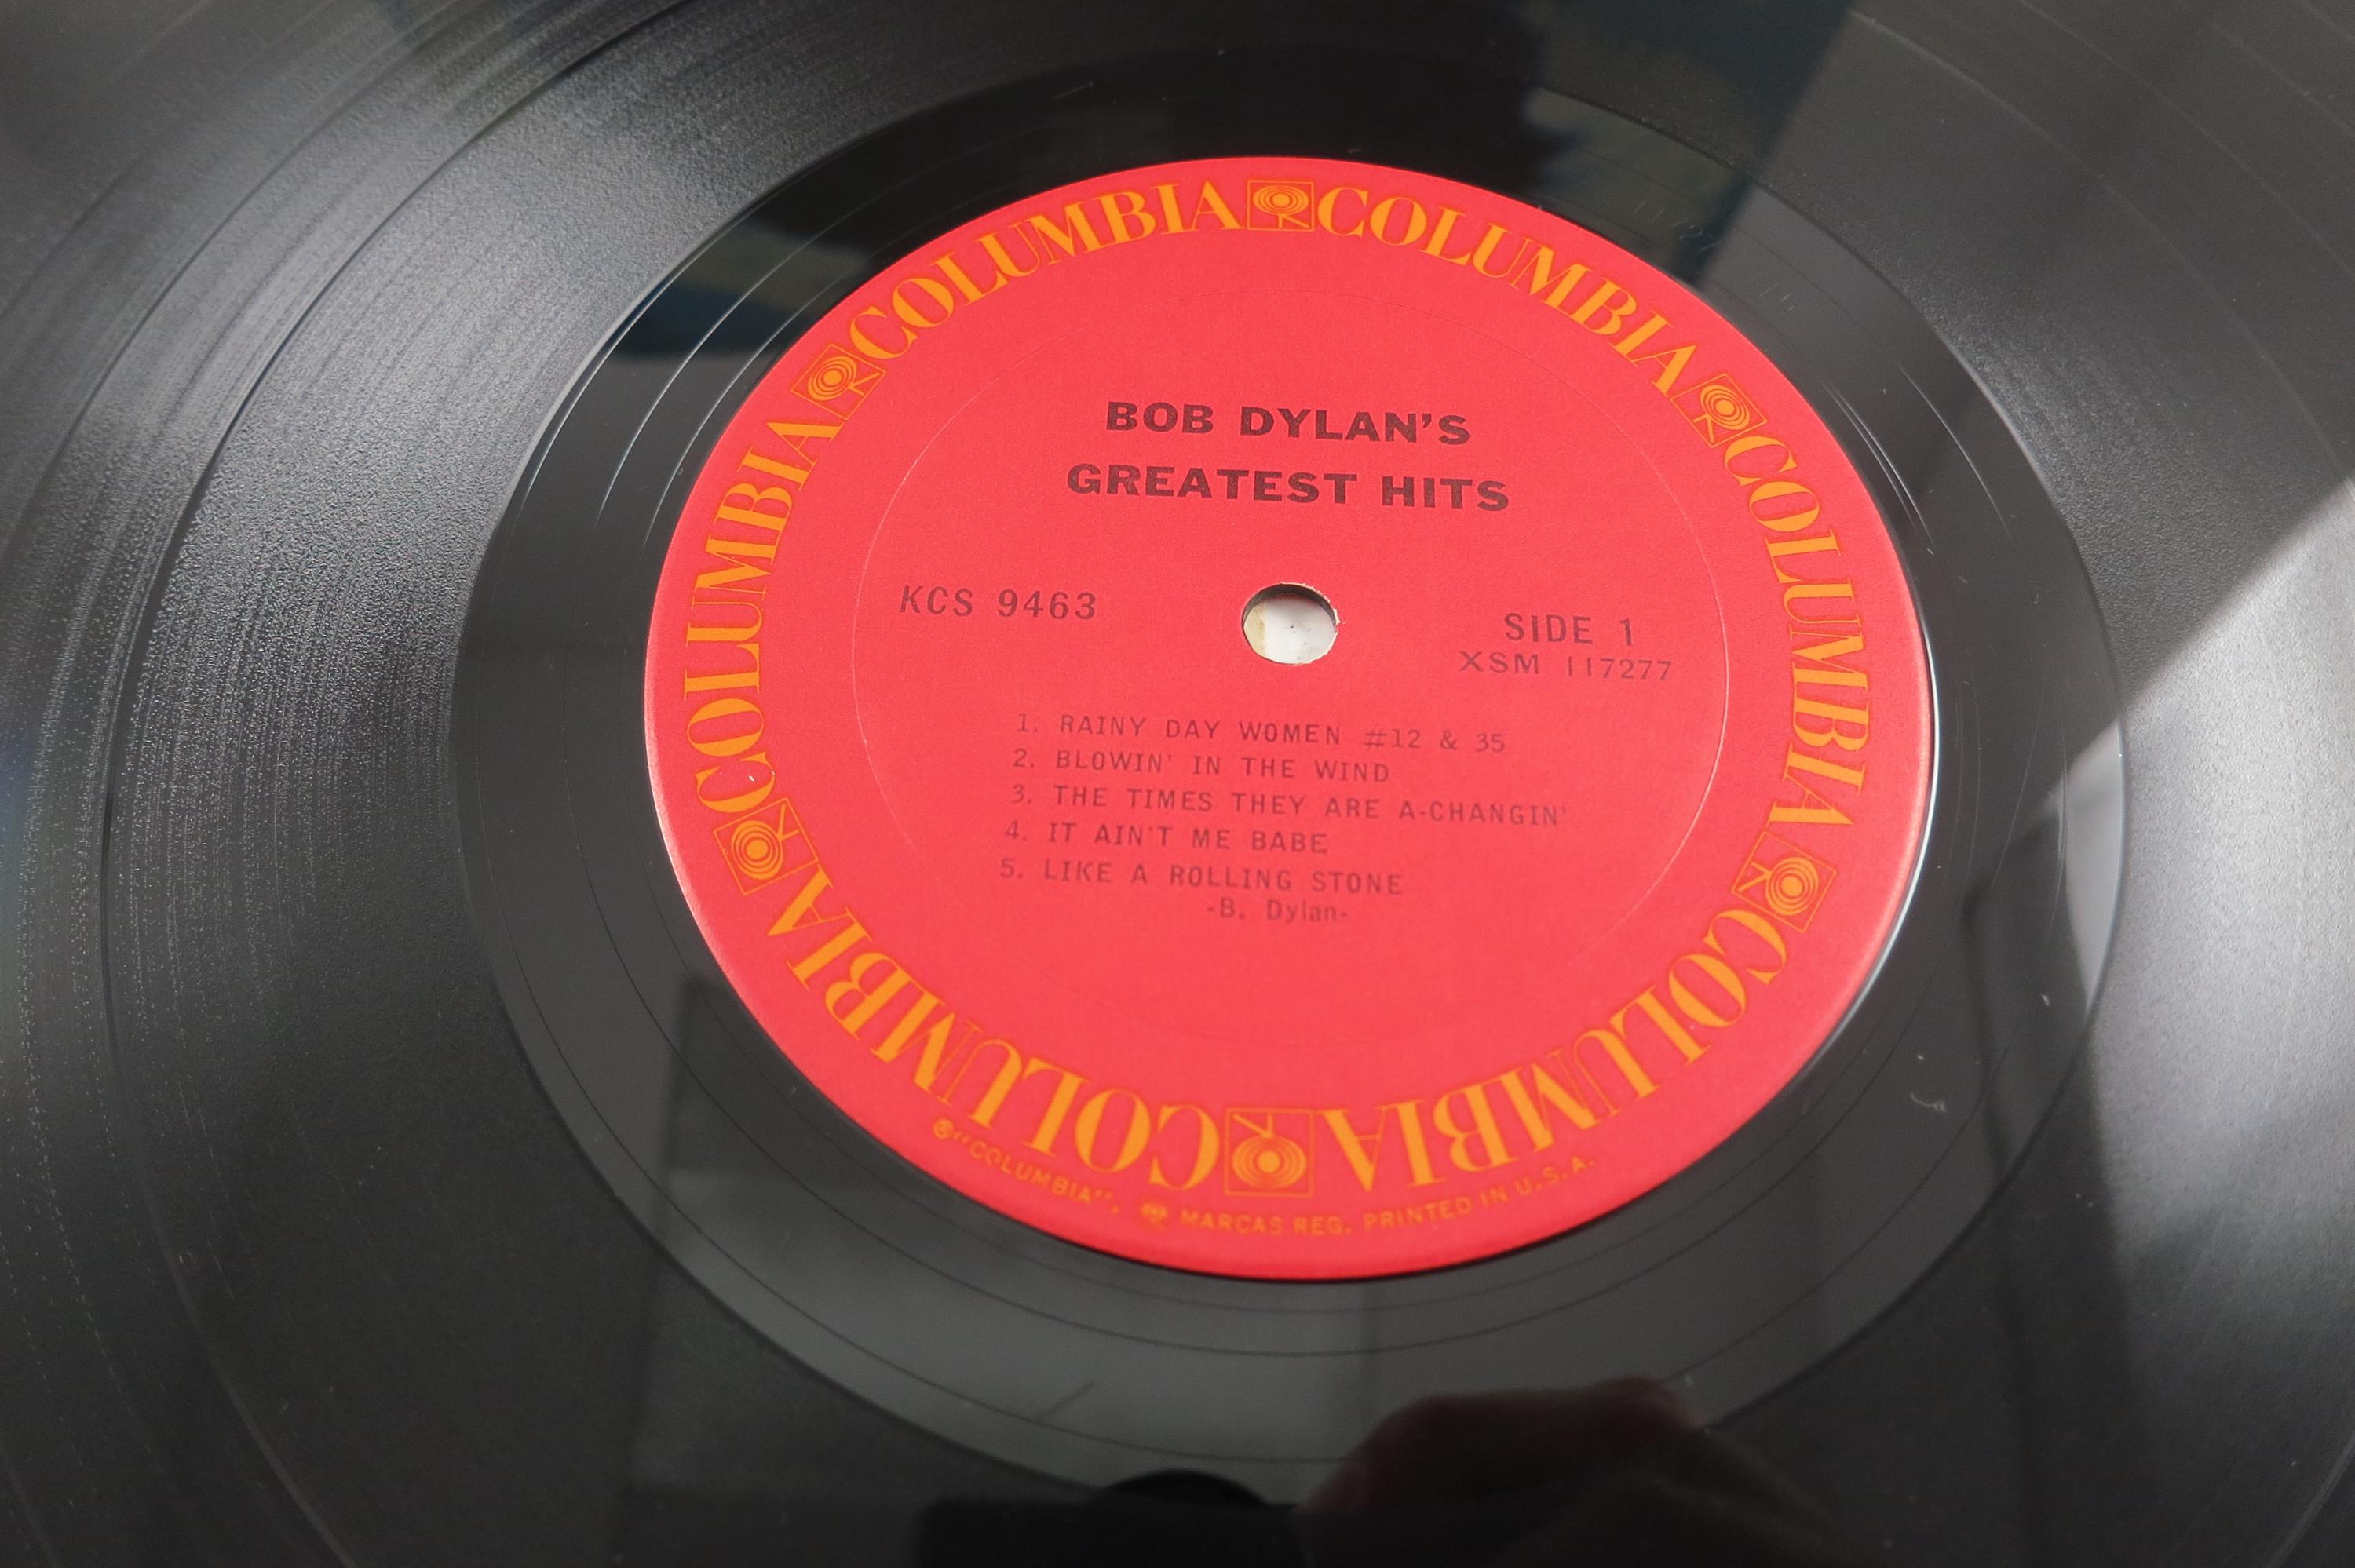 COLUMBIA COLUMBIA COLUMBIA COLUMBIA COLUMBIA COLUMBIA
BOB DYLAN'S
GREATEST HITS
KCS 9463
SIDE 1
XSM 117277
1. RAINY DAY WOMEN #12 & 35
2. BLOWIN' IN THE WIND
3. THE TIMES THEY ARE A-CHANGIN'
4. IT AIN'T ME BABE
5. LIKE A ROLLING STONE
-B. Dylan-
® "COLUMBIA", MARCAS REG. PRINTED IN U.S.A.